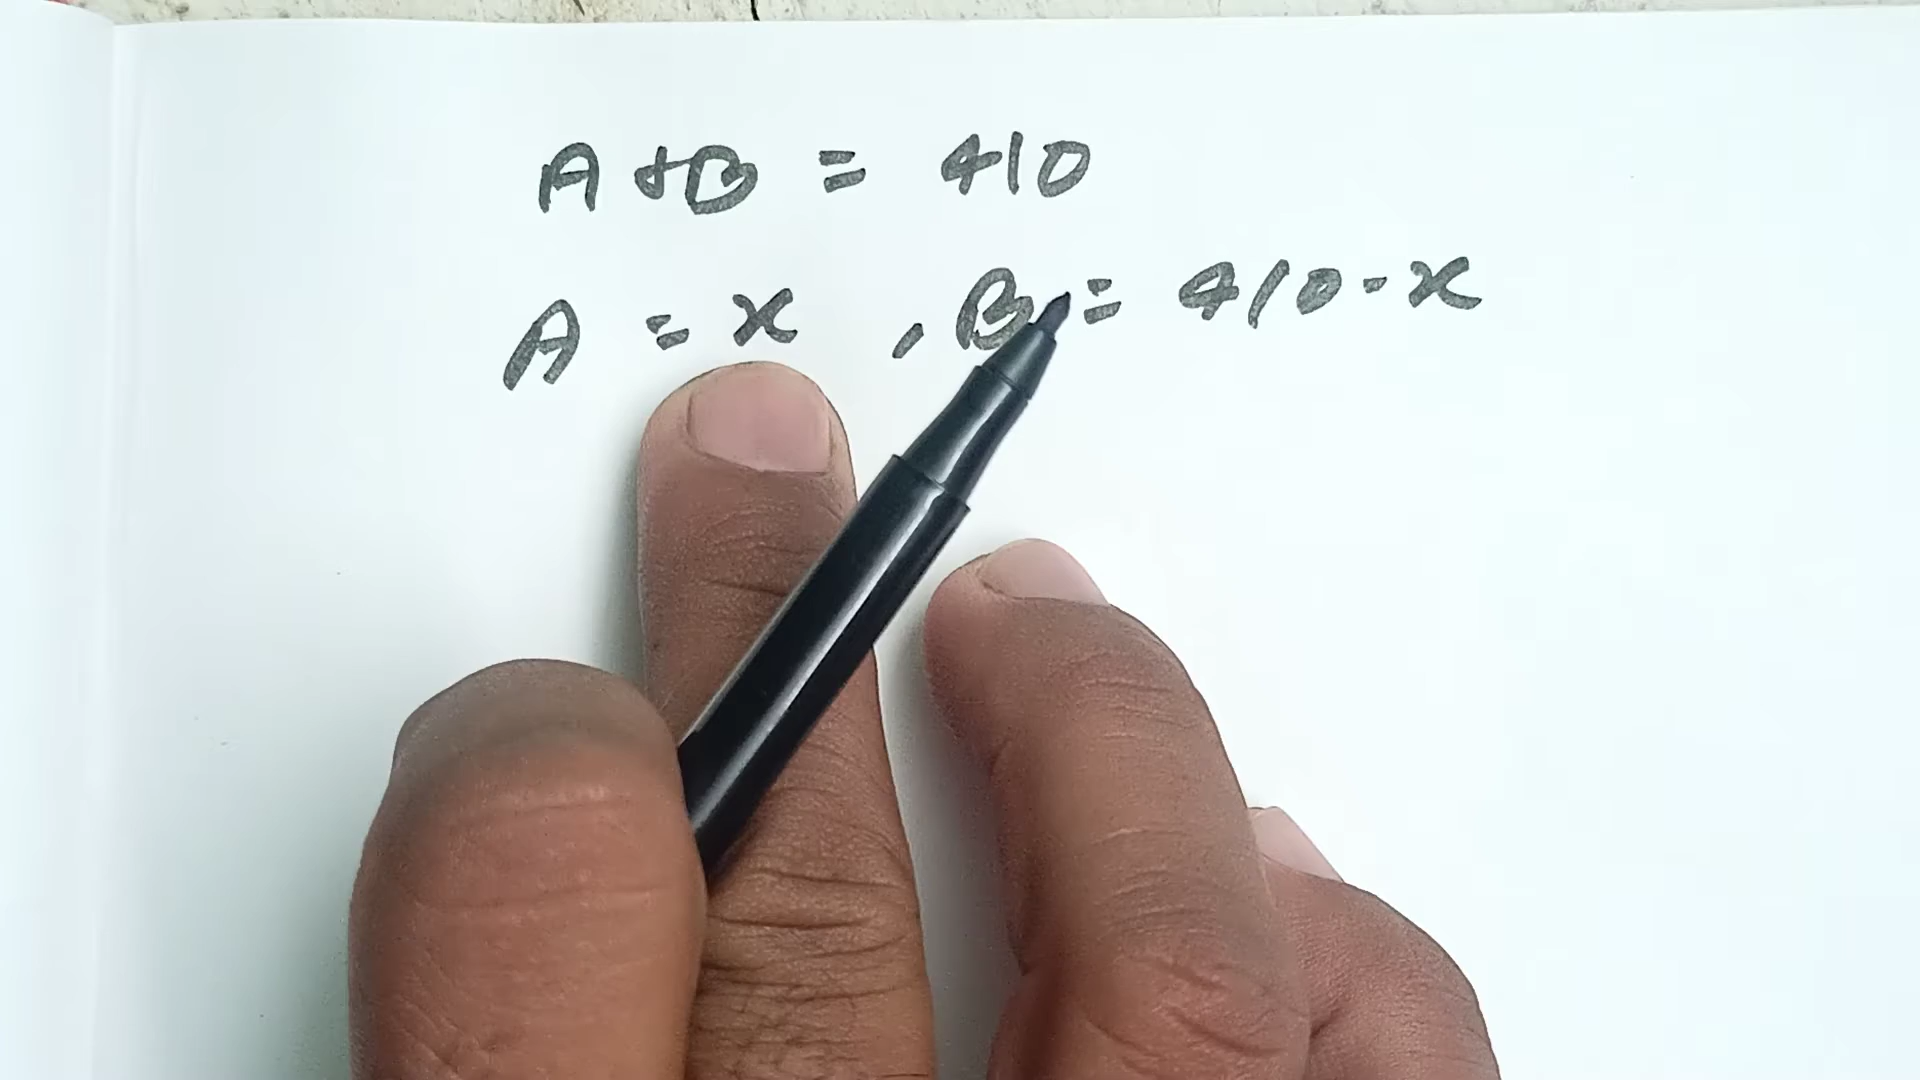 A+B = 410
A = x , B = 410-x